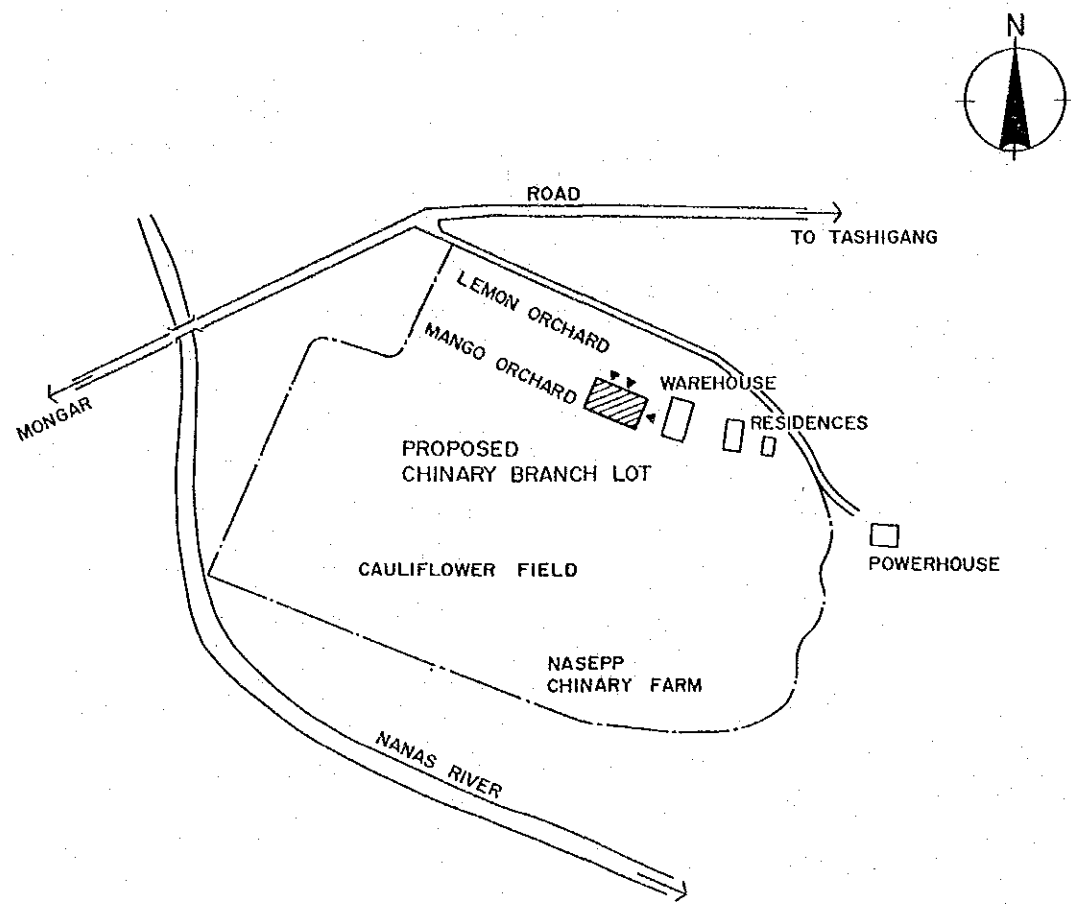 N
ROAD
TO TASHIGANG
LEMON ORCHARD
MANGO ORCHARD
WAREHOUSE
MONGAR
RESIDENCES
PROPOSED
CHINARY BRANCH LOT
POWERHOUSE
CAULIFLOWER FIELD
NASEPP
CHINARY FARM
NANAS RIVER